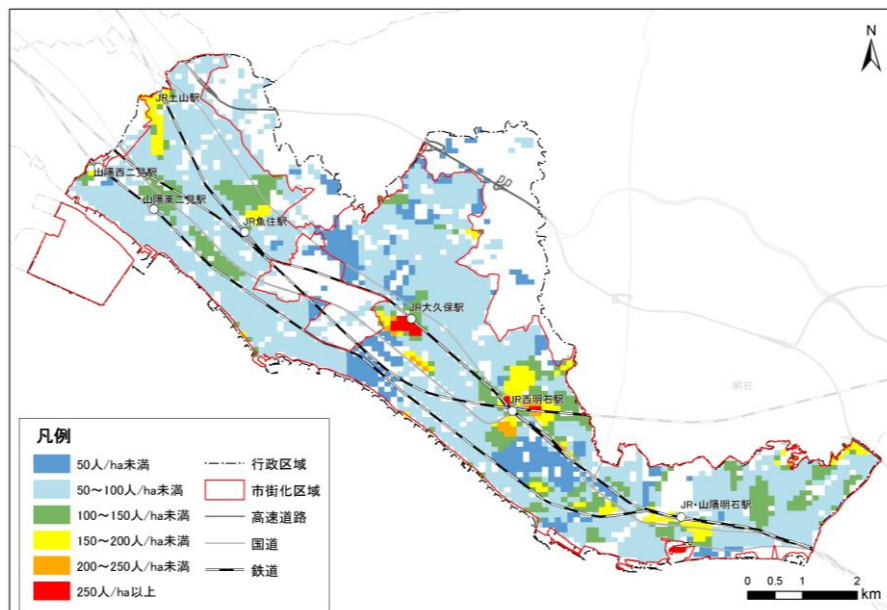 N
JR土山駅
山陽西二見駅
山陽東二見駅
JR魚住駅
JR大久保駅
明石
JR西明石駅
JR・山陽明石駅
凡例
50人/ha未満
50～100人/ha未満
100～150人/ha未満
150～200人/ha未満
200～250人/ha未満
250人/ha以上
行政区域
市街化区域
高速道路
国道
鉄道
0 0.5 1 2
km